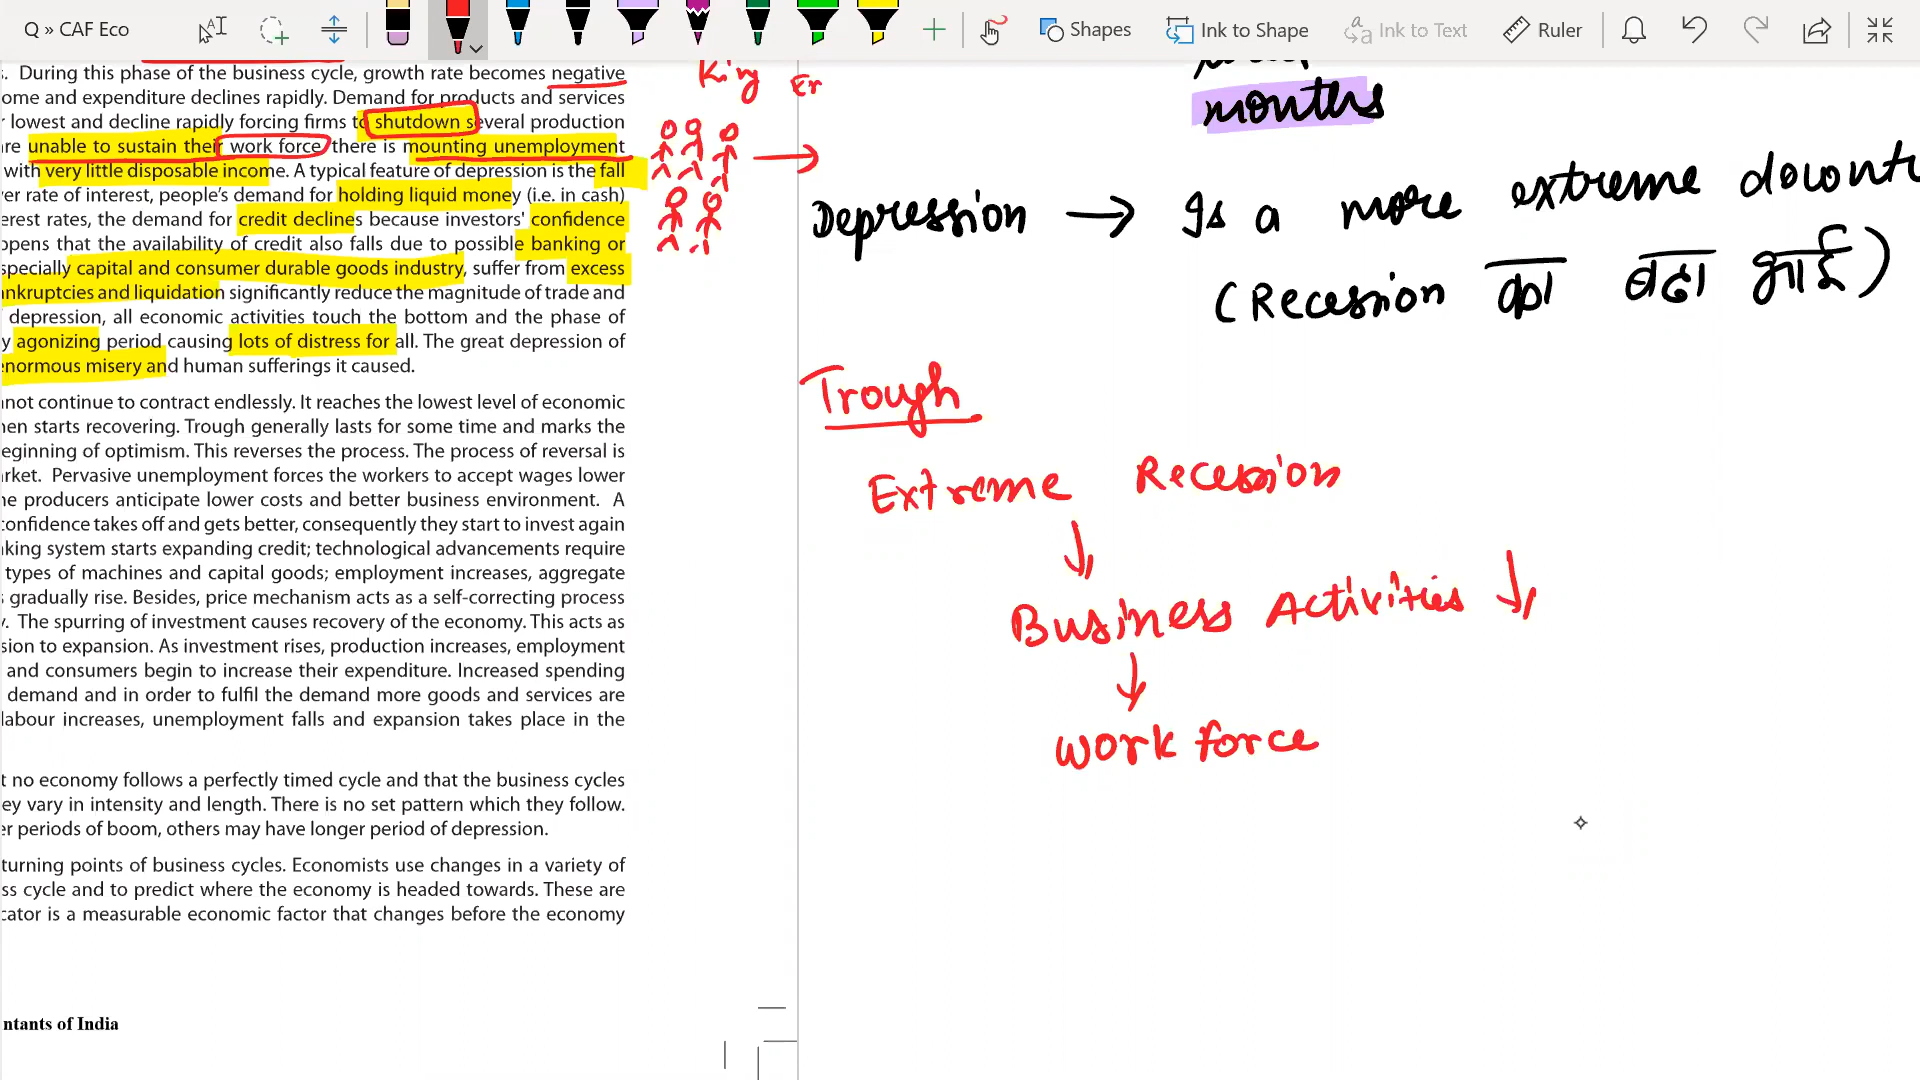 Q » CAF Eco
Shapes
Ink to Shape
Ink to Text
Ruler
s. During this phase of the business cycle, growth rate becomes negative
ome and expenditure declines rapidly. Demand for products and services
r lowest and decline rapidly forcing firms to shutdown several production
re unable to sustain their work force there is mounting unemployment
with very little disposable income. A typical feature of depression is the fall
er rate of interest, people's demand for holding liquid money (i.e. in cash)
erest rates, the demand for credit declines because investors' confidence
ppens that the availability of credit also falls due to possible banking or
specially capital and consumer durable goods industry, suffer from excess
nkruptcies and liquidation significantly reduce the magnitude of trade and
depression, all economic activities touch the bottom and the phase of
y agonizing period causing lots of distress for all. The great depression of
enormous misery and human sufferings it caused.
nnot continue to contract endlessly. It reaches the lowest level of economic
hen starts recovering. Trough generally lasts for some time and marks the
eginning of optimism. This reverses the process. The process of reversal is
rket. Pervasive unemployment forces the workers to accept wages lower
he producers anticipate lower costs and better business environment. A
confidence takes off and gets better, consequently they start to invest again
nking system starts expanding credit; technological advancements require
types of machines and capital goods; employment increases, aggregate
s gradually rise. Besides, price mechanism acts as a self-correcting process
y. The spurring of investment causes recovery of the economy. This acts as
sion to expansion. As investment rises, production increases, employment
and consumers begin to increase their expenditure. Increased spending
demand and in order to fulfil the demand more goods and services are
labour increases, unemployment falls and expansion takes place in the
t no economy follows a perfectly timed cycle and that the business cycles
ey vary in intensity and length. There is no set pattern which they follow.
er periods of boom, others may have longer period of depression.
turning points of business cycles. Economists use changes in a variety of
ss cycle and to predict where the economy is headed towards. These are
cator is a measurable economic factor that changes before the economy
ntants of India
King Er
months
Depression → Is a more extreme downt
(Recession का बडा भाई)
Trough
Extreme Recession
↓
Business Activities ↓
↓
work force